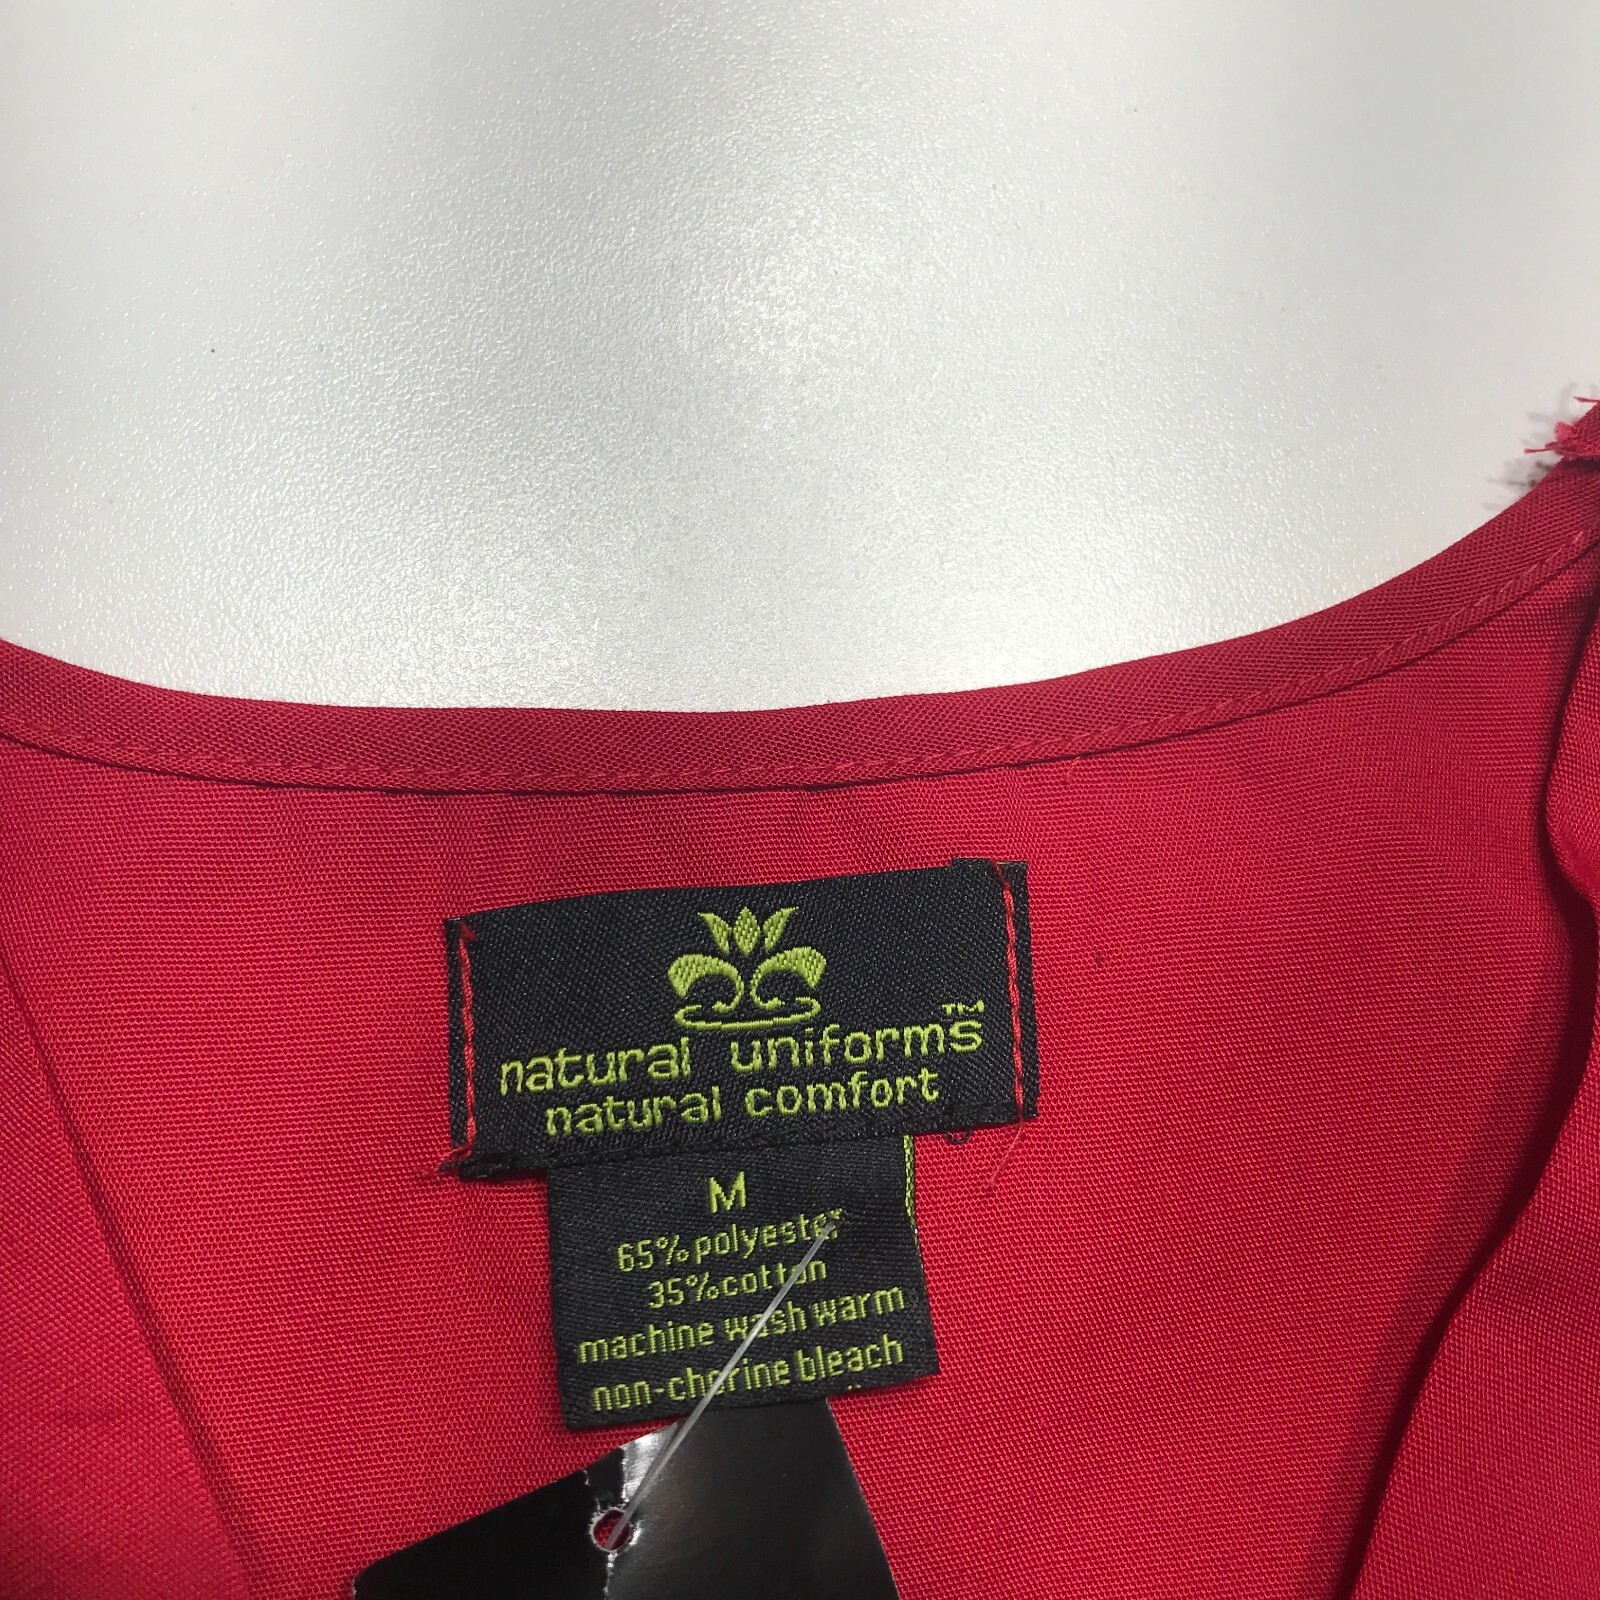 natural uniforms™
natural comfort
M
65% polyester
35% cotton
machine wash warm
non-chorine bleach